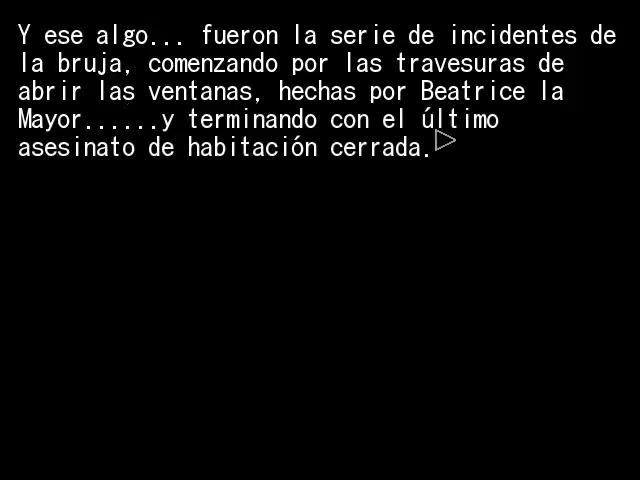 Y ese algo... fueron la serie de incidentes de
la bruja, comenzando por las travesuras de
abrir las ventanas, hechas por Beatrice la
Mayor......y terminando con el último
asesinato de habitación cerrada.